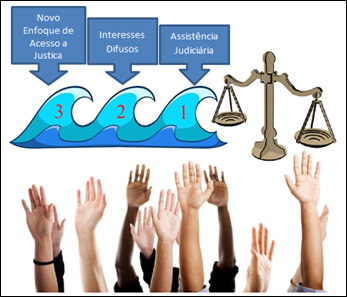 Novo
Enfoque de
Acesso a
Justica
Interesses
Difusos
Assistência
Judiciária
3
2
1